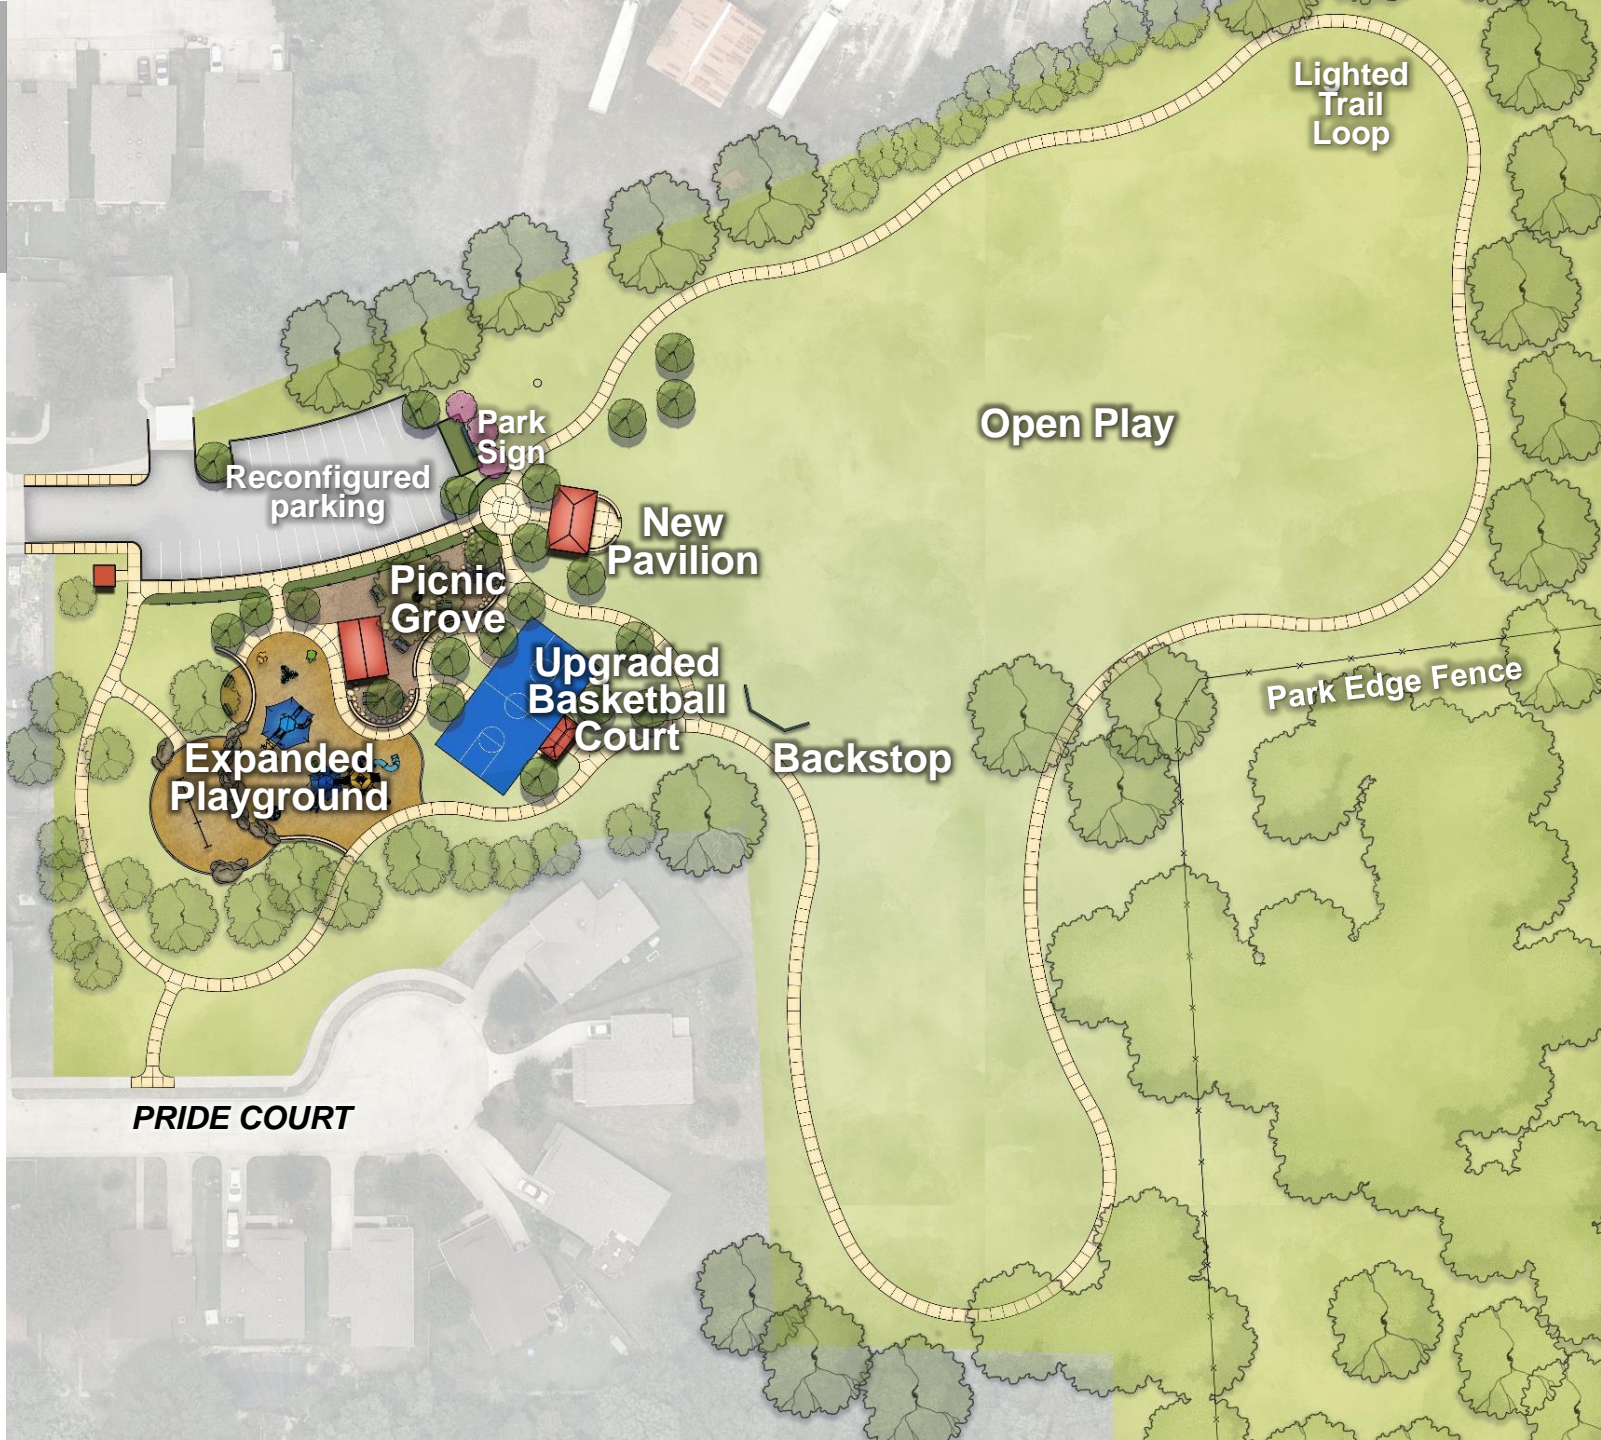 Lighted
Trail
Loop
Park
Sign
Open Play
Reconfigured
parking
New
Pavilion
Picnic
Grove
Upgraded
Basketball
Court
Park Edge Fence
Expanded
Playground
Backstop
PRIDE COURT